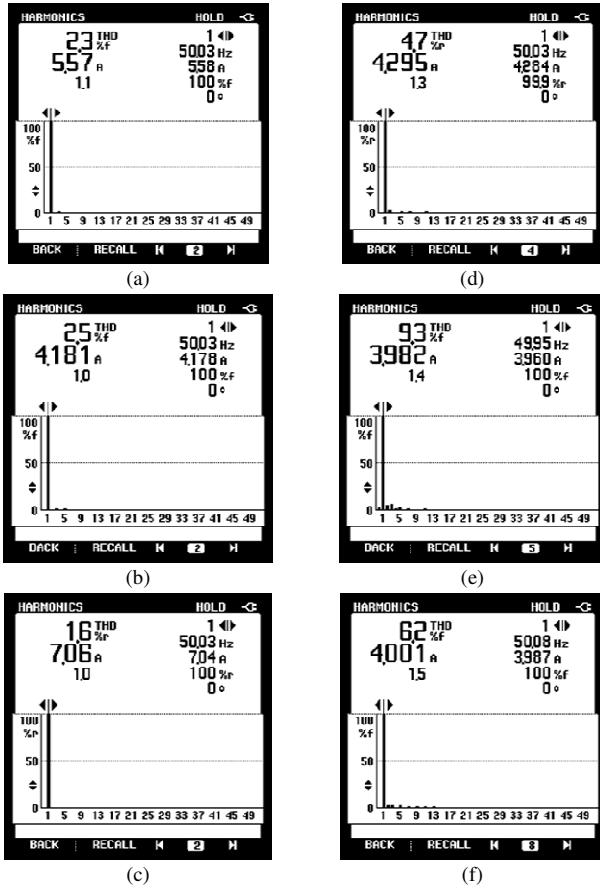 HARMONICS HOLD
2.3 THD %f 1
5.57 A 50.03 Hz
1.1 5.58 A
100 %f
0 °
100
%f
50
0
1 5 9 13 17 21 25 29 33 37 41 45 49
BACK RECALL 2
(a)
HARMONICS HOLD
4.7 THD %r 1
4.295 A 50.03 Hz
1.3 4.284 A
99.9 %r
0 °
100
%r
50
0
1 5 9 13 17 21 25 29 33 37 41 45 49
BACK RECALL 4
(d)
HARMONICS HOLD
2.5 THD %f 1
4.181 A 50.03 Hz
1.0 4.178 A
100 %f
0 °
100
%f
50
0
1 5 9 13 17 21 25 29 33 37 41 45 49
BACK RECALL 2
(b)
HARMONICS HOLD
9.3 THD %f 1
3.982 A 49.95 Hz
1.4 3.960 A
100 %f
0 °
100
%f
50
0
1 5 9 13 17 21 25 29 33 37 41 45 49
BACK RECALL 5
(e)
HARMONICS HOLD
1.6 THD %r 1
7.06 A 50.03 Hz
1.0 7.04 A
100 %r
0 °
100
%r
50
0
1 5 9 13 17 21 25 29 33 37 41 45 49
BACK RECALL 2
(c)
HARMONICS HOLD
6.2 THD %f 1
4.001 A 50.08 Hz
1.5 3.987 A
100 %f
0 °
100
%f
50
0
1 5 9 13 17 21 25 29 33 37 41 45 49
BACK RECALL 8
(f)